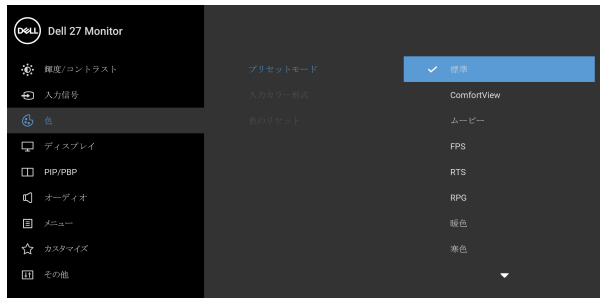 DELL Dell 27 Monitor
輝度/コントラスト
入力信号
色
ディスプレイ
PIP/PBP
オーディオ
メニュー
カスタマイズ
その他
プリセットモード
入力カラー形式
色のリセット
標準
ComfortView
ムービー
FPS
RTS
RPG
暖色
寒色